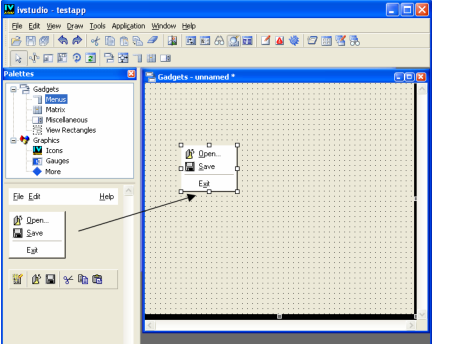 ivstudio - testapp
File Edit View Draw Tools Application Window Help
Palettes
Gadgets
Menus
Matrix
Miscellaneous
View Rectangles
Graphics
Icons
Gauges
More
File Edit Help
Open...
Save
Exit
Gadgets - unnamed *
Open...
Save
Exit